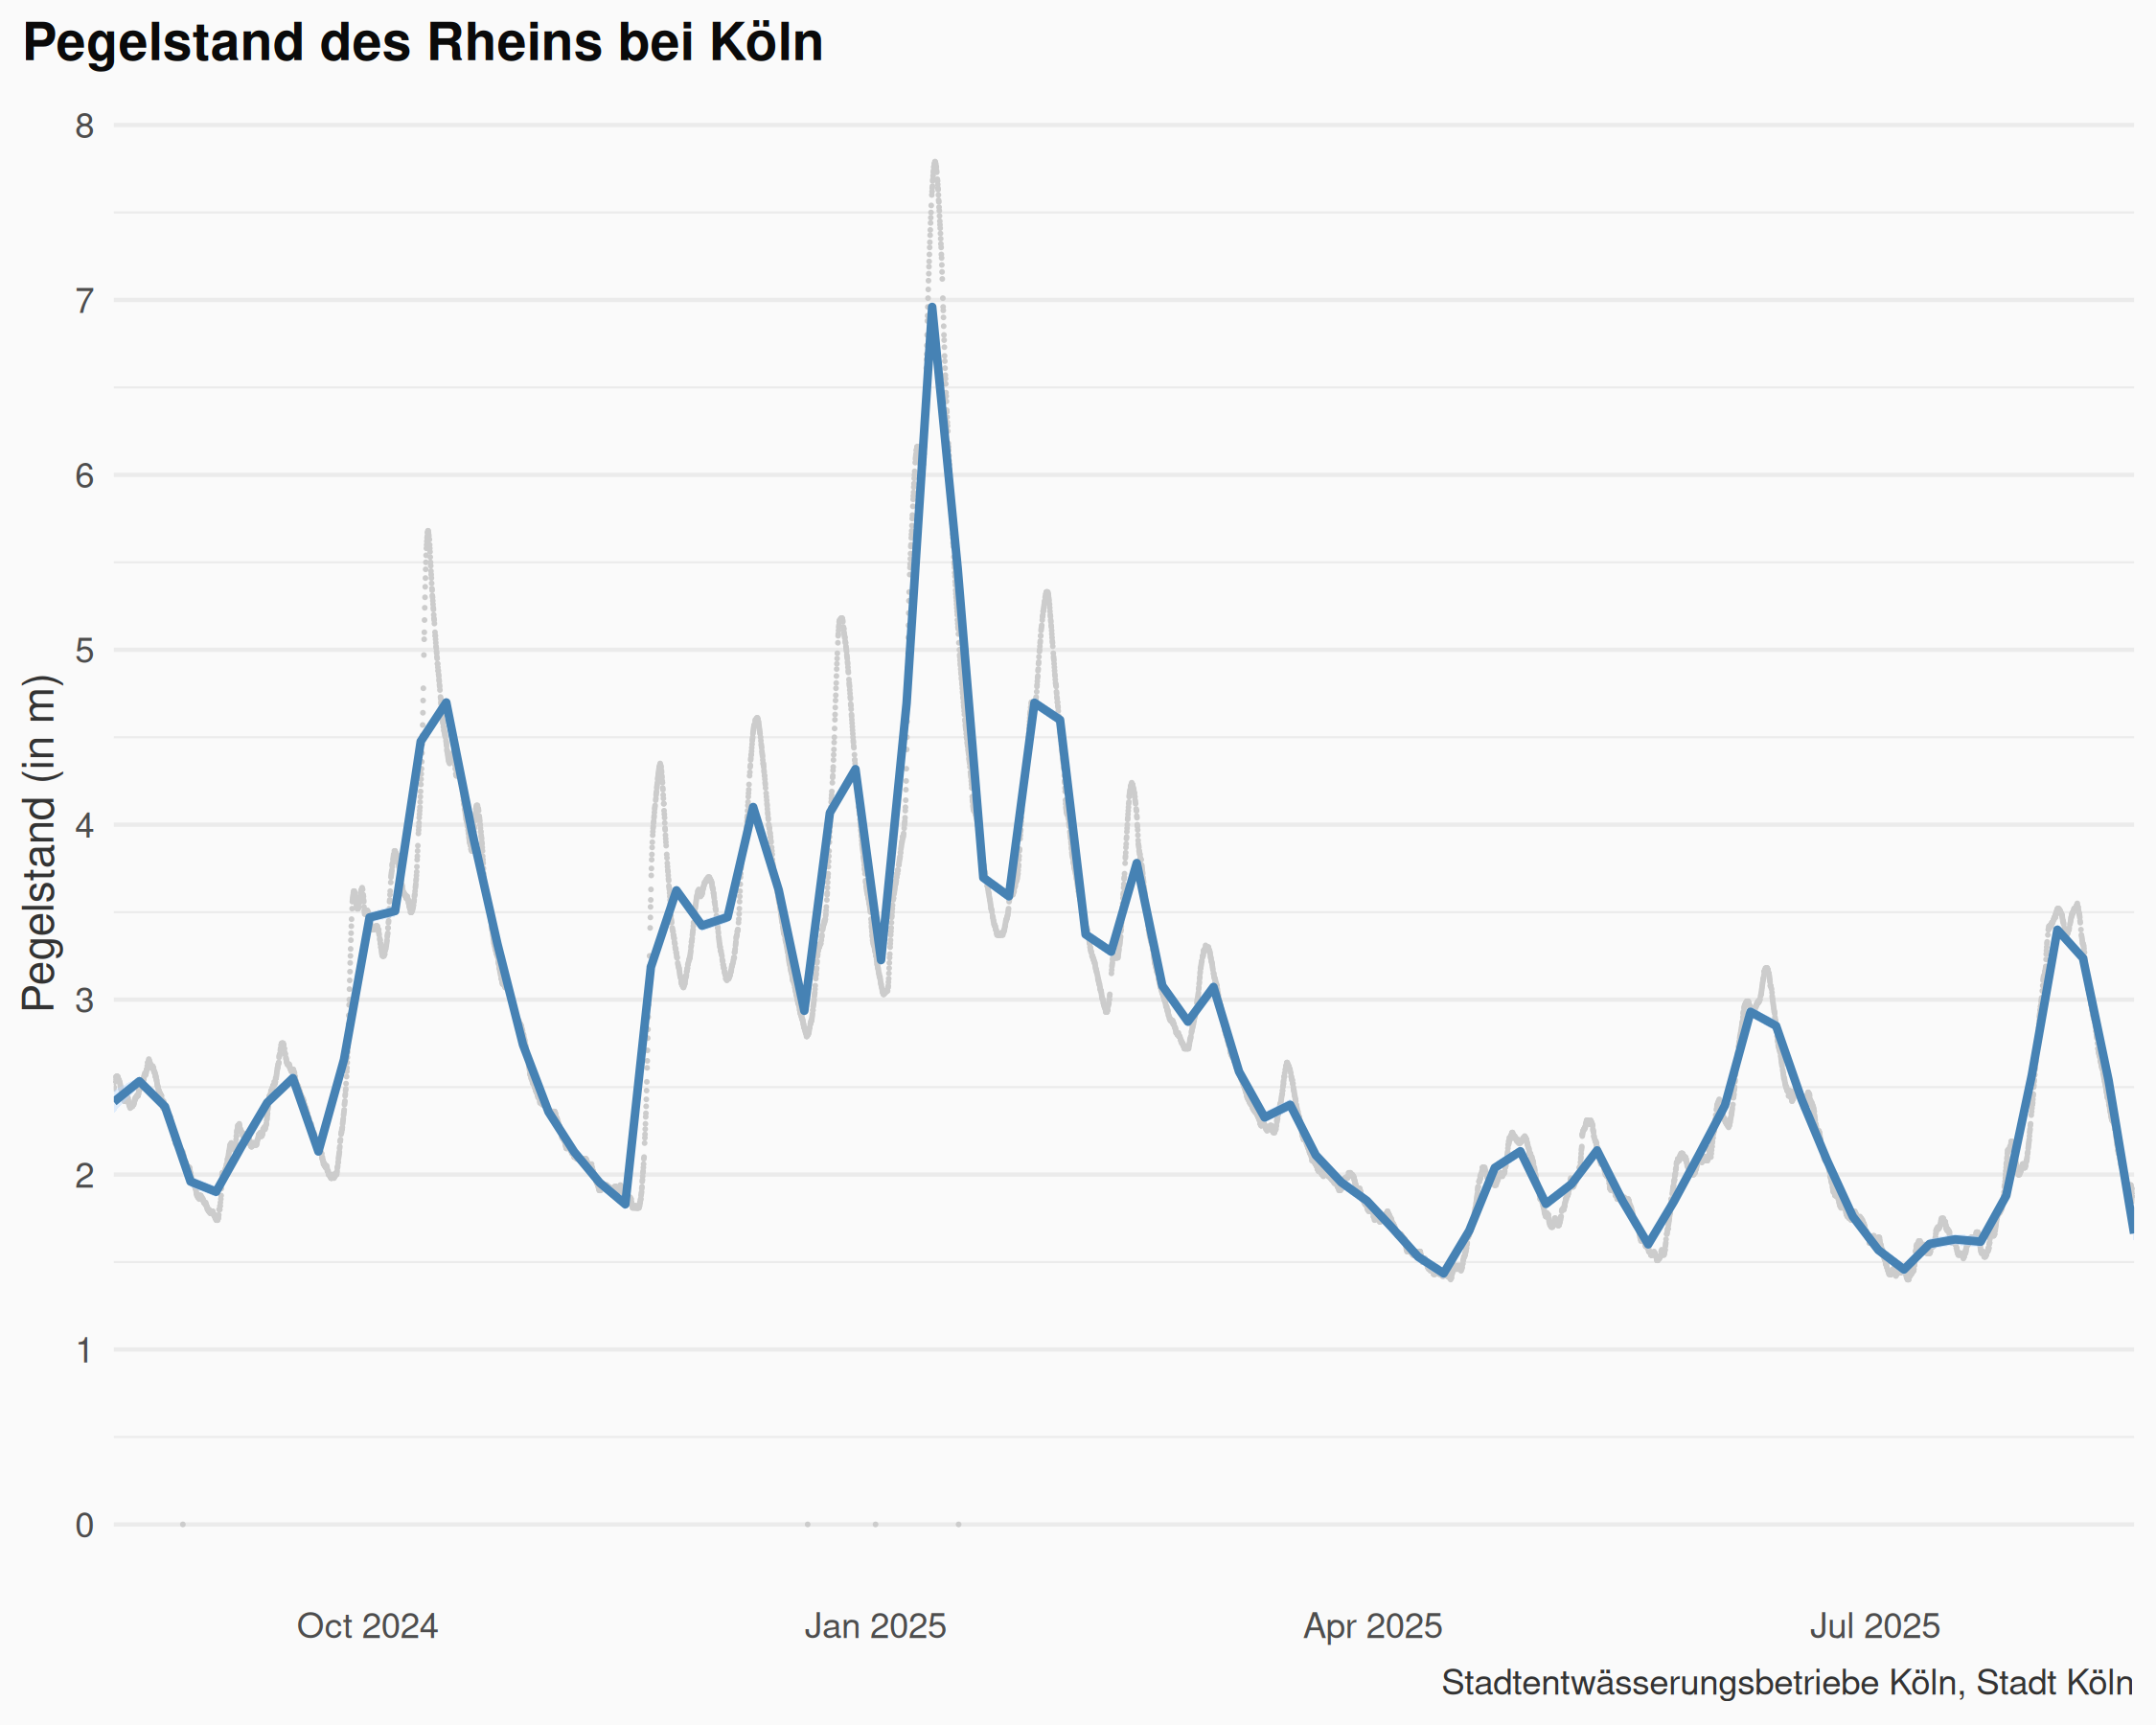 Pegelstand des Rheins bei Köln
Pegelstand (in m)
8
7
6
5
4
3
2
1
0
Oct 2024 Jan 2025 Apr 2025 Jul 2025
Stadtentwässerungsbetriebe Köln, Stadt Köln